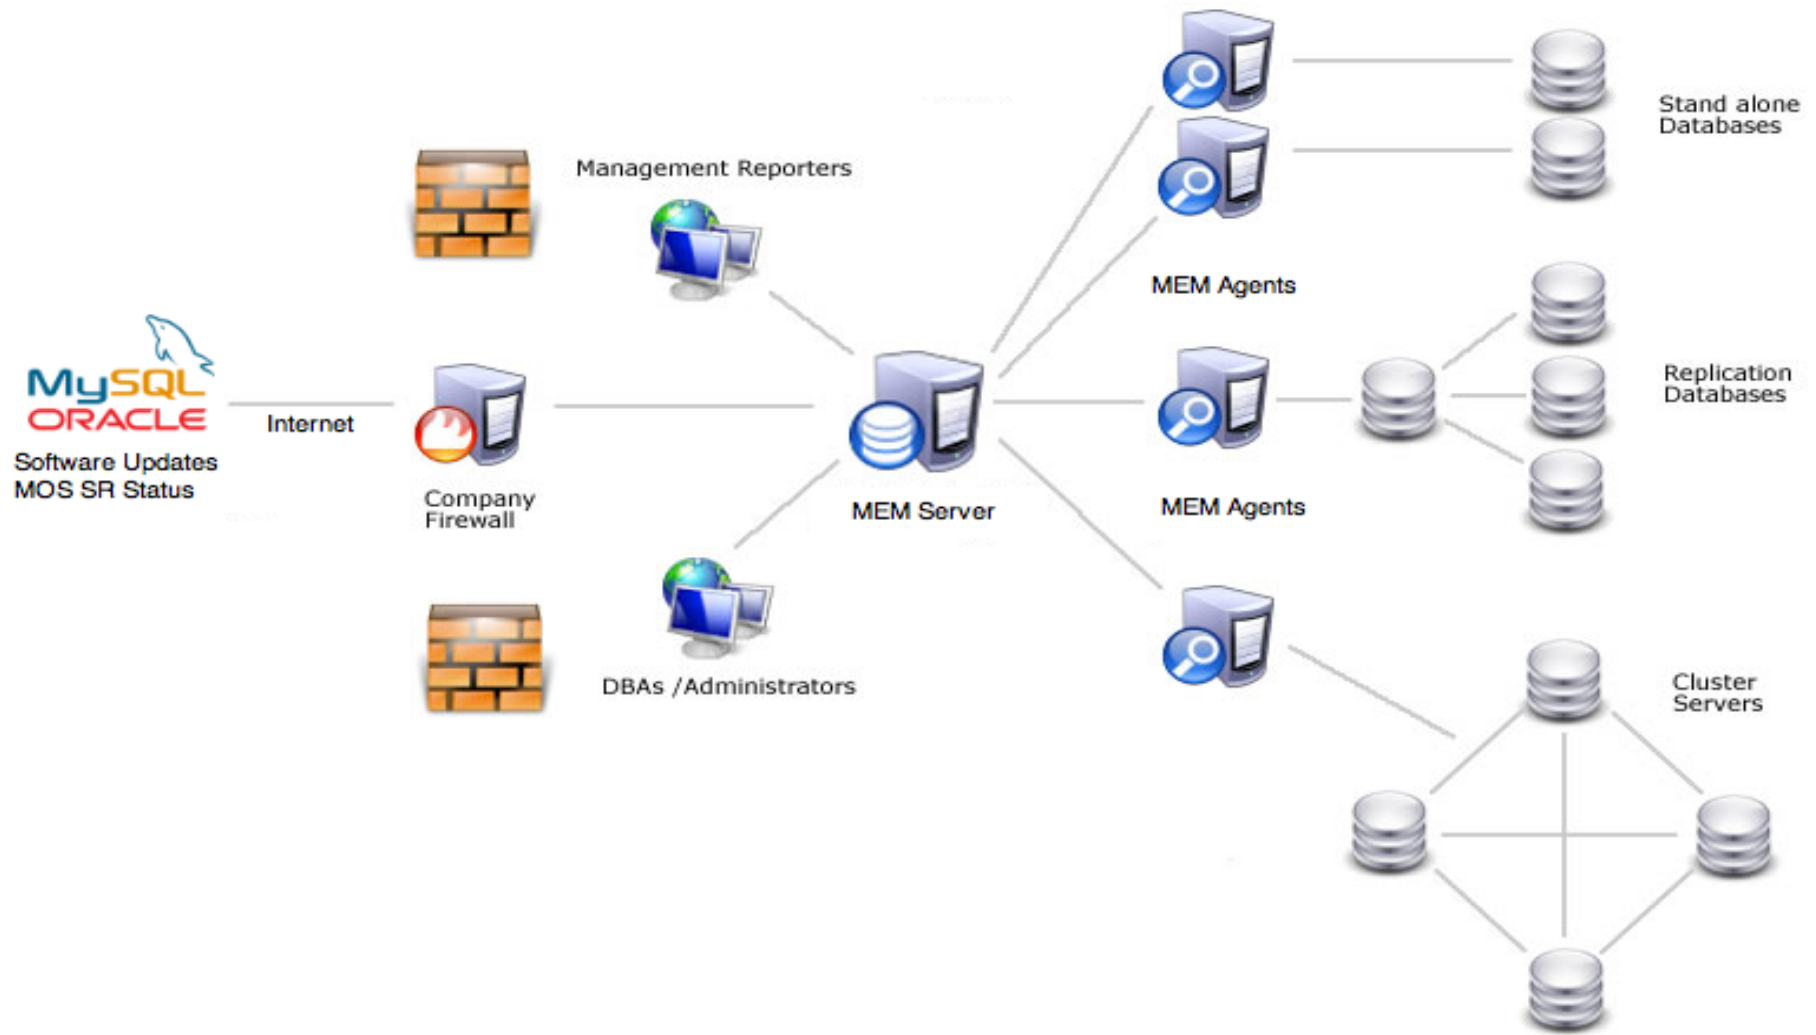 Stand alone
Databases
Management Reporters
MEM Agents
MySQL
ORACLE
Internet
Software Updates
MOS SR Status
Company
Firewall
MEM Server
MEM Agents
Replication
Databases
DBAs /Administrators
Cluster
Servers